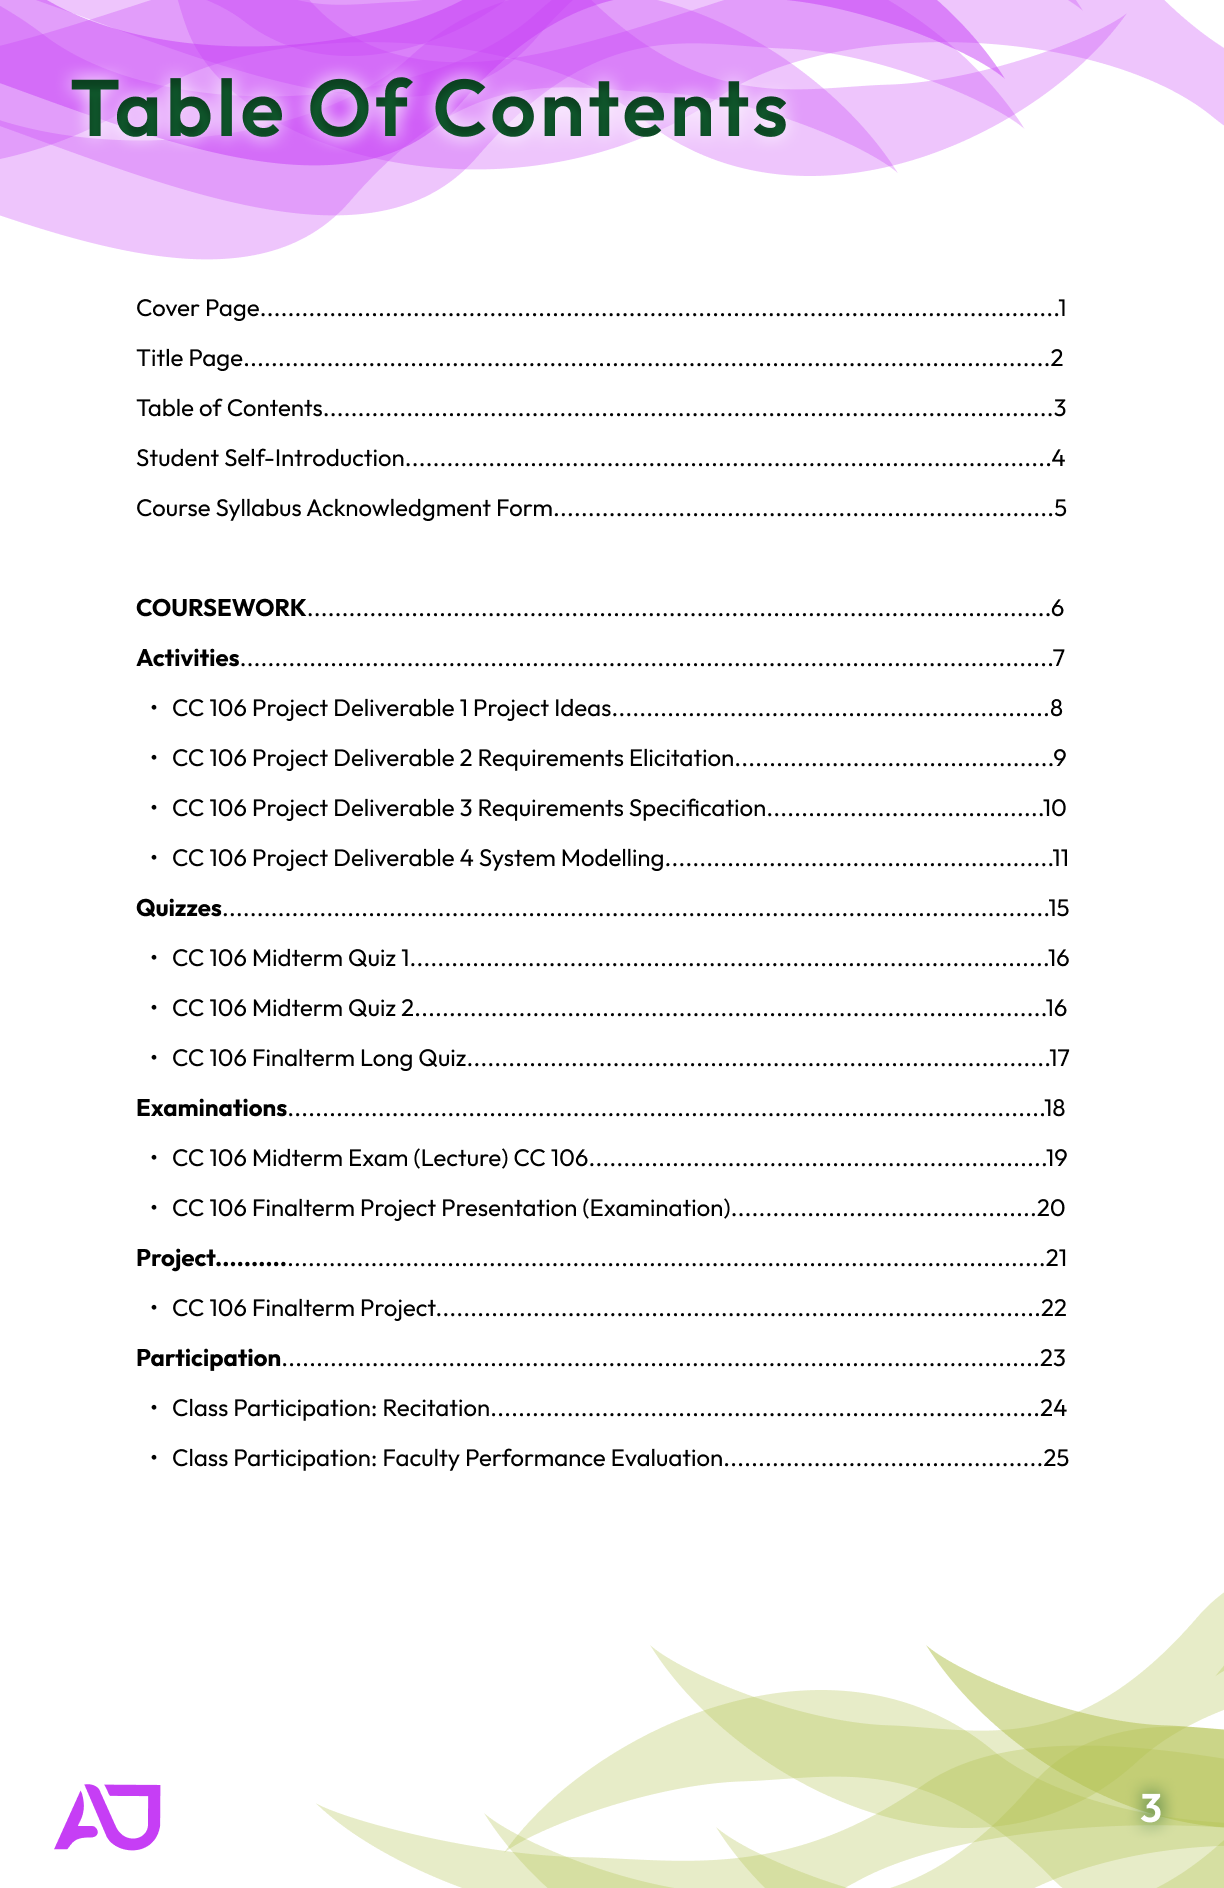 Table Of Contents
Cover Page..................................................................................................................1
Title Page...................................................................................................................2
Table of Contents.........................................................................................................3
Student Self-Introduction.............................................................................................4
Course Syllabus Acknowledgment Form........................................................................5
COURSEWORK...........................................................................................................6
Activities.....................................................................................................................7
• CC 106 Project Deliverable 1 Project Ideas...............................................................8
• CC 106 Project Deliverable 2 Requirements Elicitation..............................................9
• CC 106 Project Deliverable 3 Requirements Specification........................................10
• CC 106 Project Deliverable 4 System Modelling........................................................11
Quizzes.......................................................................................................................15
• CC 106 Midterm Quiz 1............................................................................................16
• CC 106 Midterm Quiz 2...........................................................................................16
• CC 106 Finalterm Long Quiz....................................................................................17
Examinations.............................................................................................................18
• CC 106 Midterm Exam (Lecture) CC 106..................................................................19
• CC 106 Finalterm Project Presentation (Examination)............................................20
Project.......................................................................................................................21
• CC 106 Finalterm Project.......................................................................................22
Participation.............................................................................................................23
• Class Participation: Recitation...............................................................................24
• Class Participation: Faculty Performance Evaluation..............................................25
AJ
3